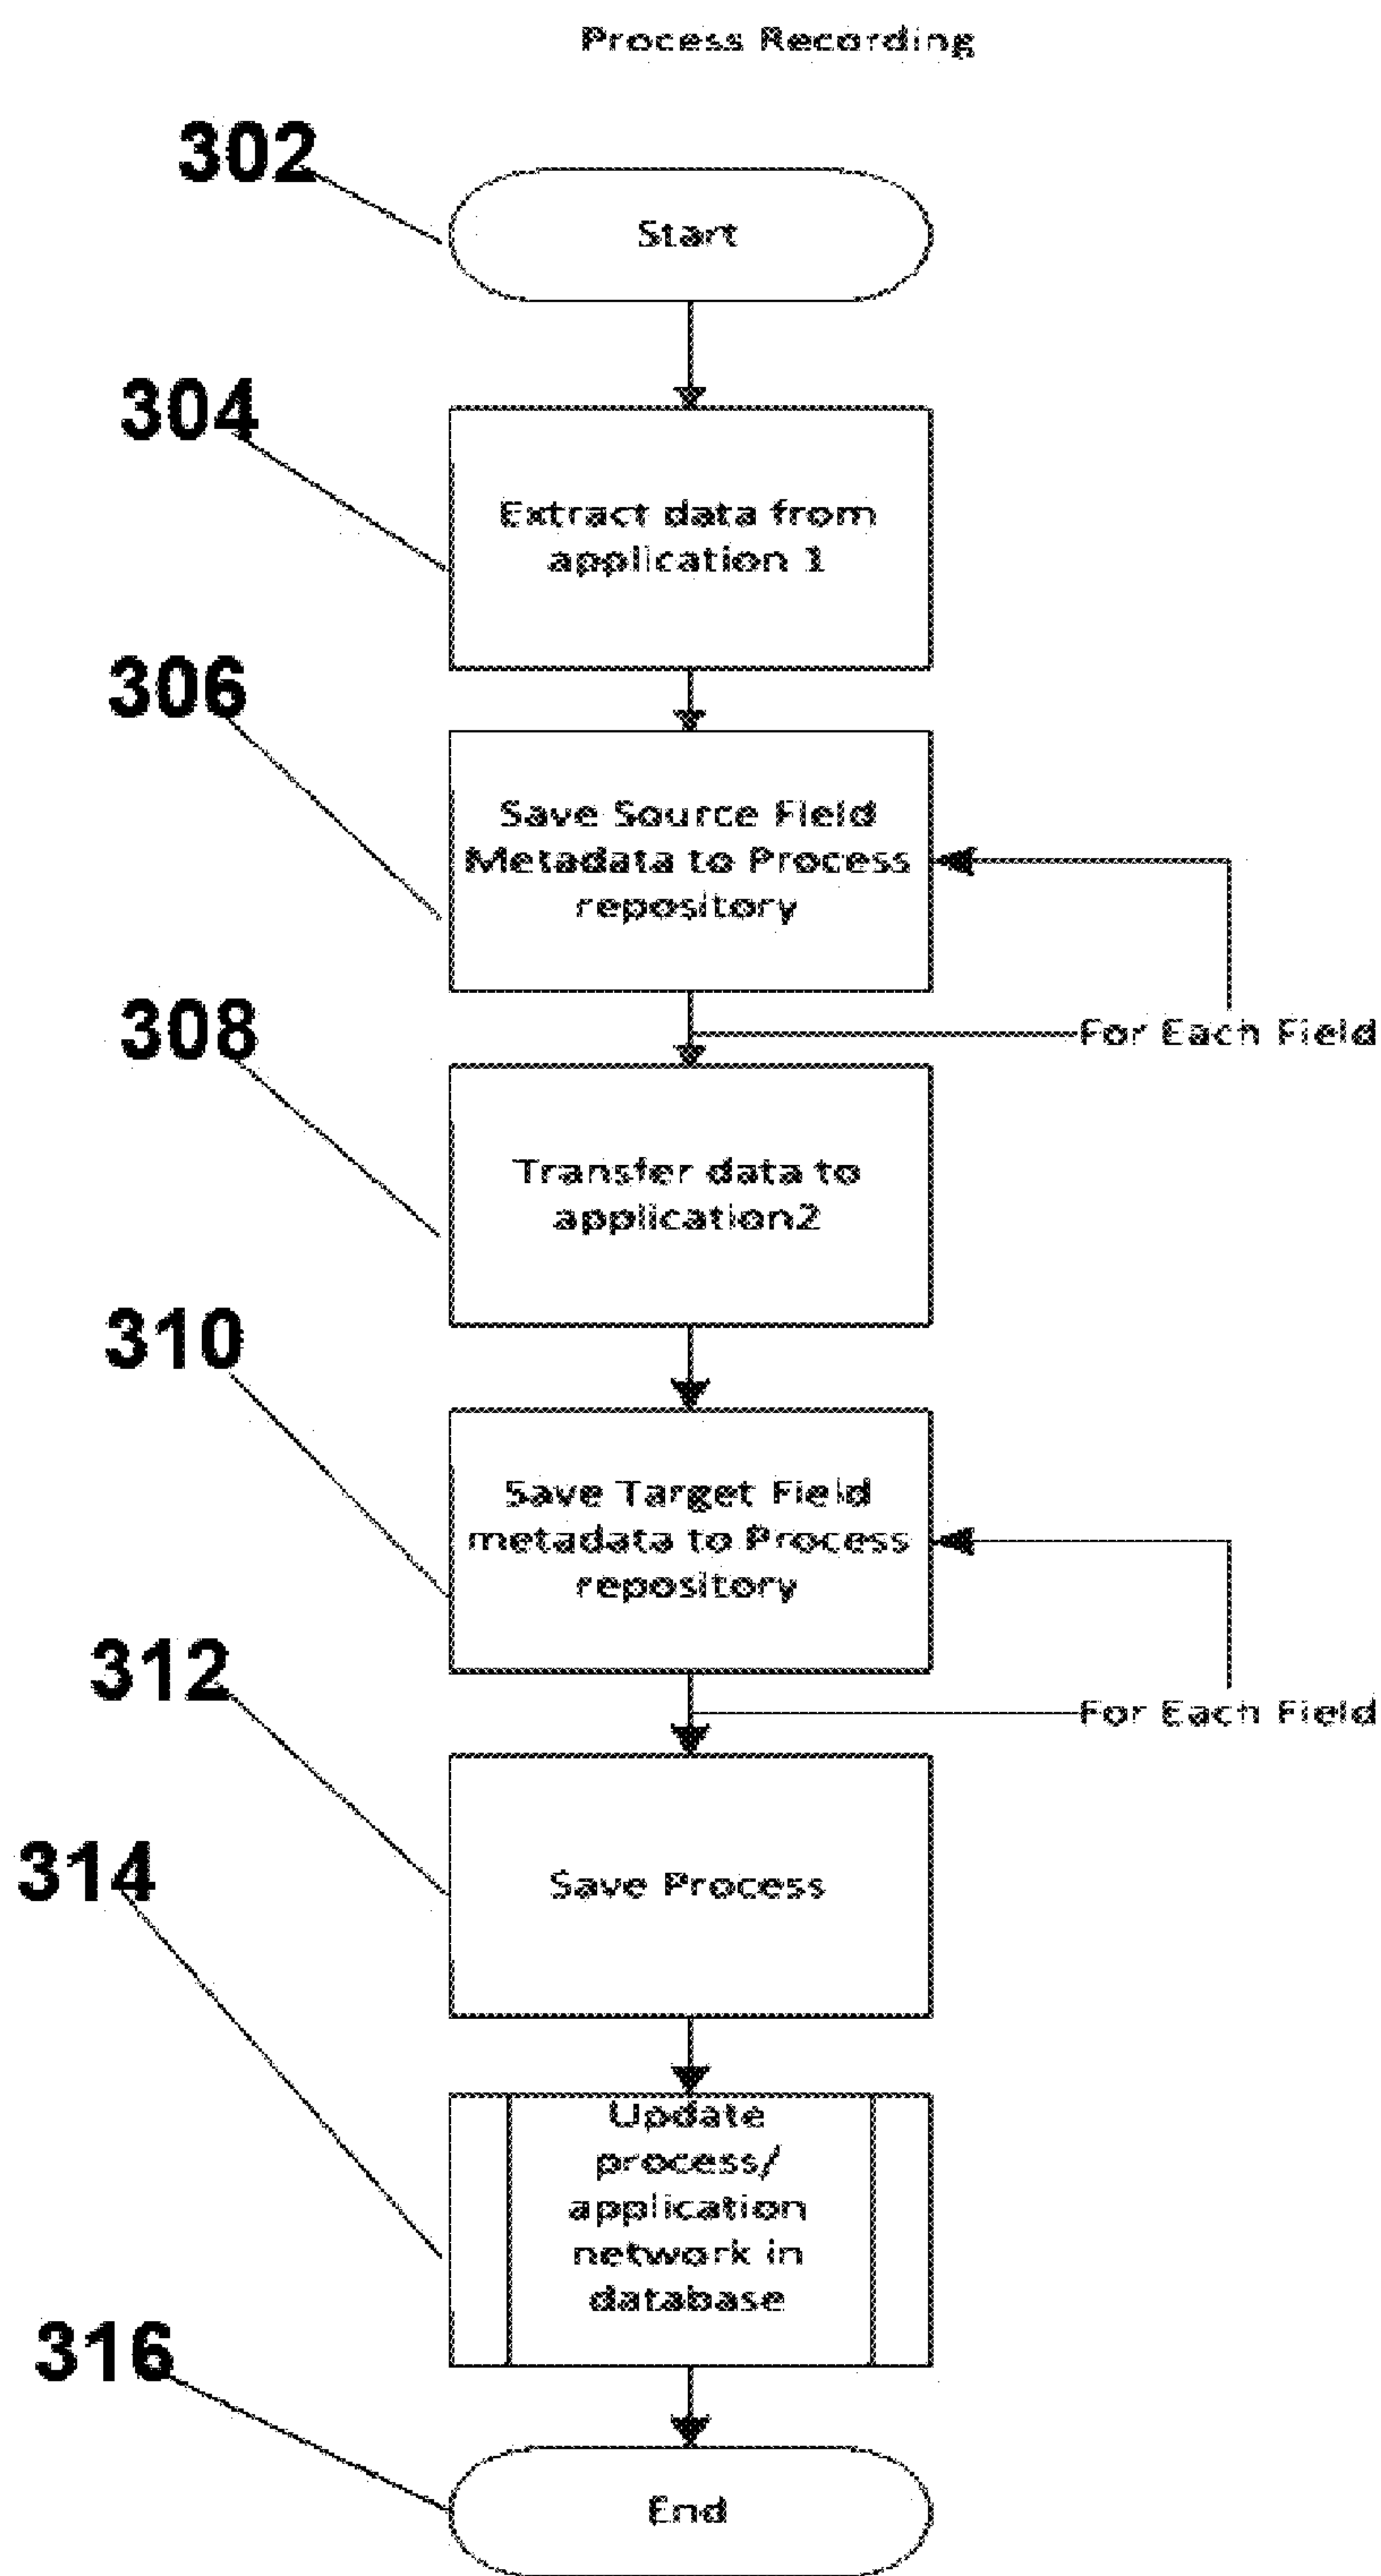 Process Recording
302
Start
304
Extract data from
application 1
306
Save Source Field
Metadata to Process
repository
308
For Each Field
Transfer data to
application2
310
Save Target Field
metadata to Process
repository
312
For Each Field
Save Process
314
Update
process/
application
network in
database
316
End